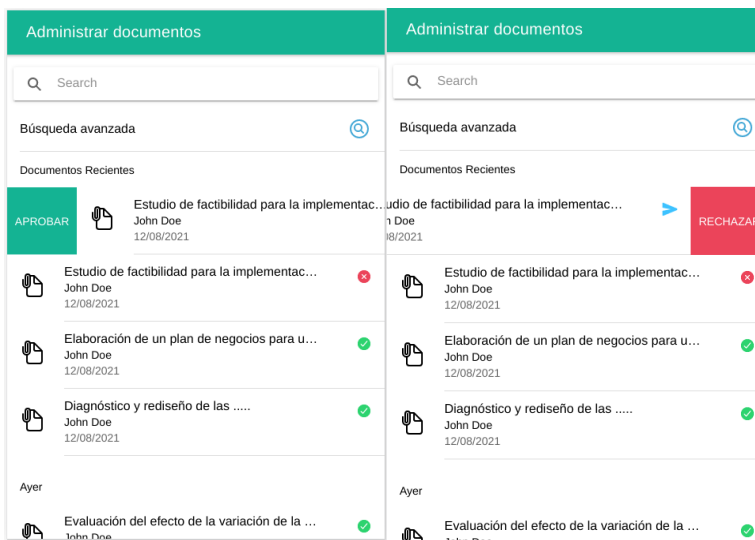 Administrar documentos
Search
Búsqueda avanzada
Documentos Recientes
APROBAR
Estudio de factibilidad para la implementac...
John Doe
12/08/2021
Estudio de factibilidad para la implementac...
John Doe
12/08/2021
Elaboración de un plan de negocios para u...
John Doe
12/08/2021
Diagnóstico y rediseño de las .....
John Doe
12/08/2021
Ayer
Evaluación del efecto de la variación de la ...
John Doe
Administrar documentos
Search
Búsqueda avanzada
Documentos Recientes
udio de factibilidad para la implementac...
n Doe
08/2021
RECHAZAR
Estudio de factibilidad para la implementac...
John Doe
12/08/2021
Elaboración de un plan de negocios para u...
John Doe
12/08/2021
Diagnóstico y rediseño de las .....
John Doe
12/08/2021
Ayer
Evaluación del efecto de la variación de la ...
John Doe